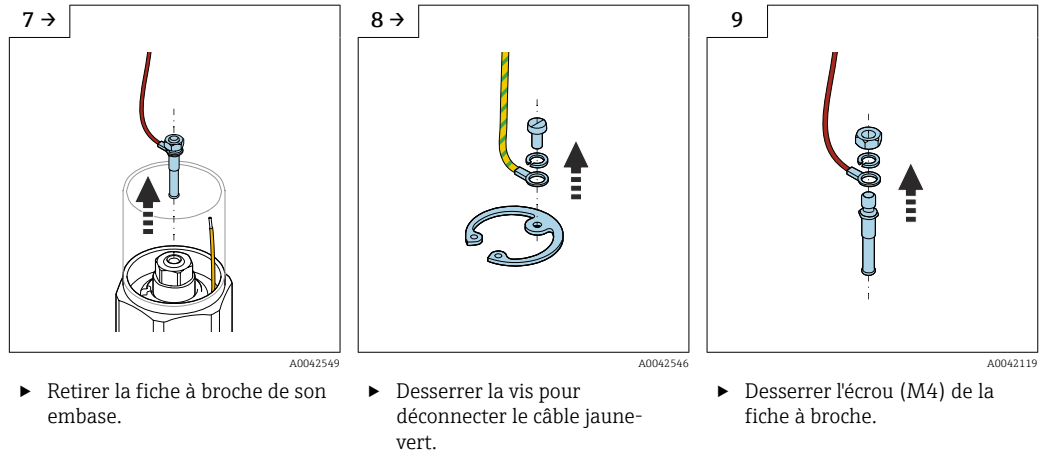 7 →
8 →
9
A0042549
A0042546
A0042119
▶ Retirer la fiche à broche de son
embase.
▶ Desserrer la vis pour
déconnecter le câble jaune-
vert.
▶ Desserrer l'écrou (M4) de la
fiche à broche.